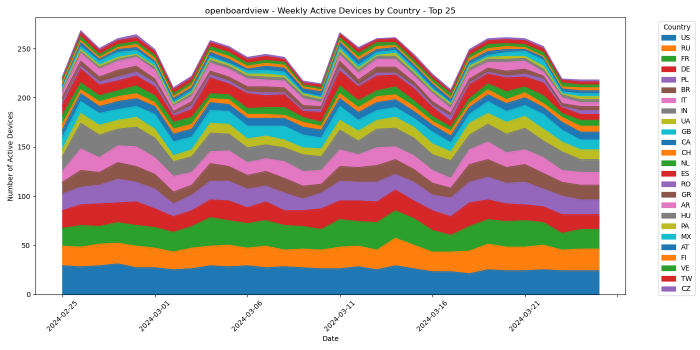 openboardview - Weekly Active Devices by Country - Top 25
Number of Active Devices
250
200
150
100
50
0
2024-02-25
2024-03-01
2024-03-06
2024-03-11
2024-03-16
2024-03-21
Date
Country
US
RU
FR
DE
PL
BR
IT
IN
UA
GB
CA
CH
NL
ES
RO
GR
AR
HU
PA
MX
AT
FI
VE
TW
CZ